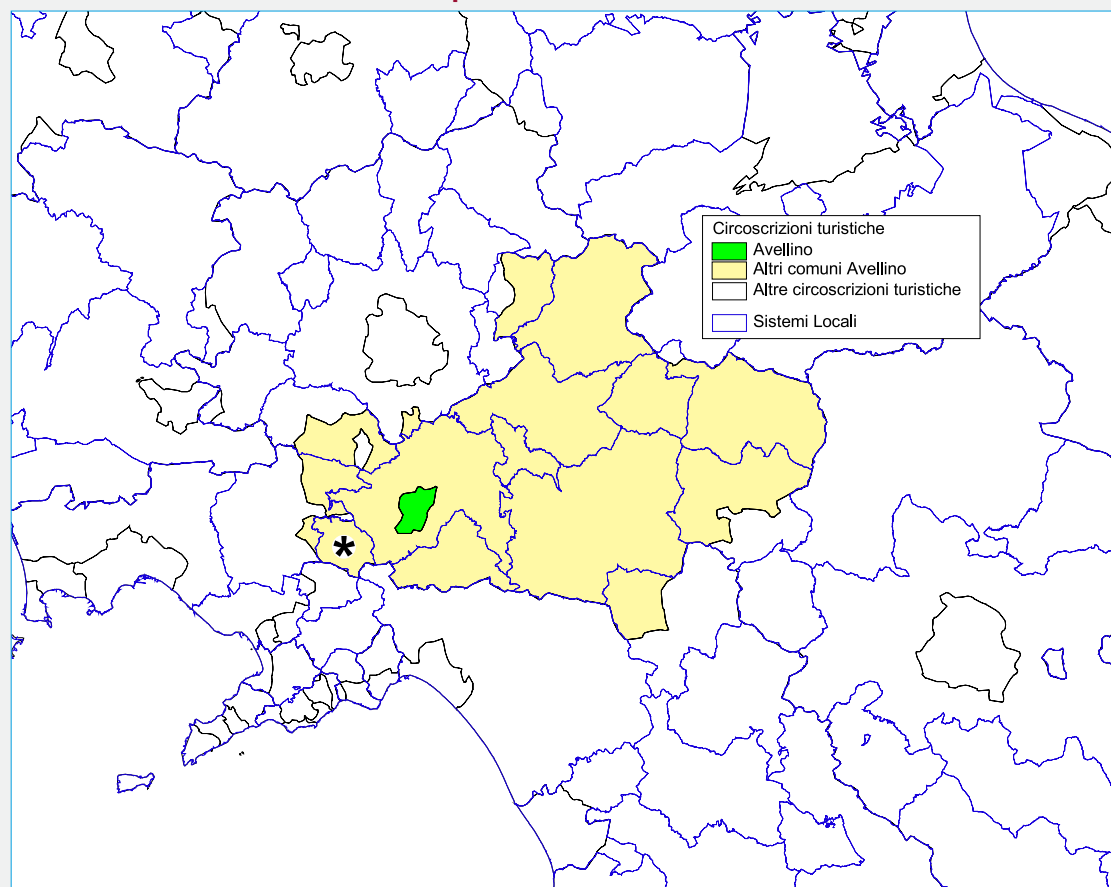 Circoscrizioni turistiche
Avellino
Altri comuni Avellino
Altre circoscrizioni turistiche
Sistemi Locali
*